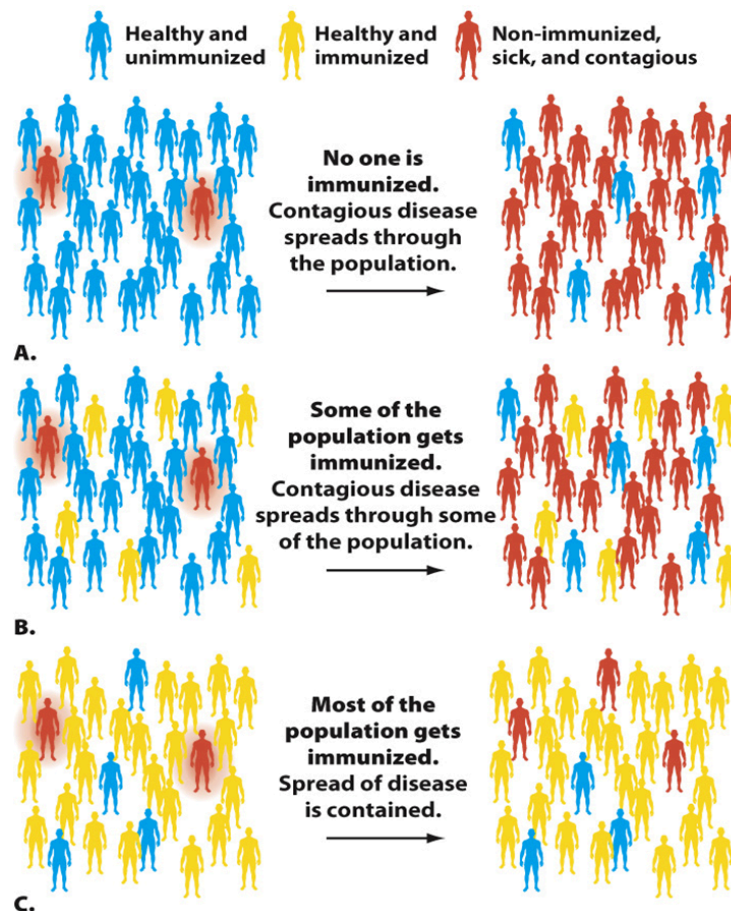 Healthy and
unimmunized
Healthy and
immunized
Non-immunized,
sick, and contagious
No one is
immunized.
Contagious disease
spreads through
the population.
A.
Some of the
population gets
immunized.
Contagious disease
spreads through some
of the population.
B.
Most of the
population gets
immunized.
Spread of disease
is contained.
C.